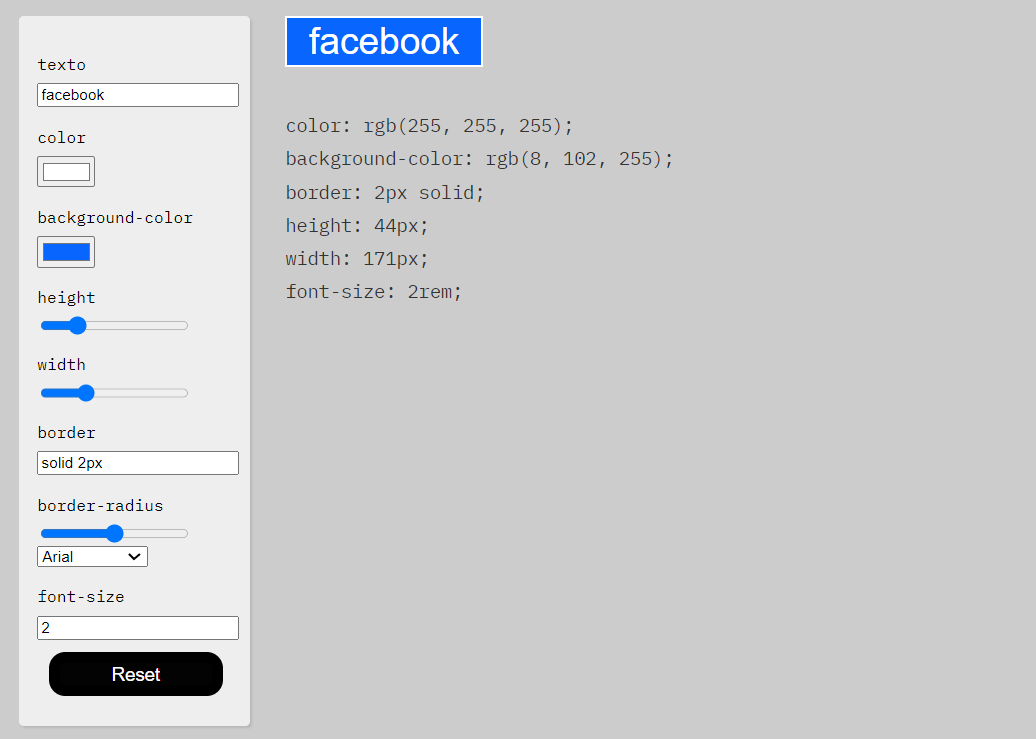 texto
facebook
color
background-color
height
width
border
solid 2px
border-radius
Arial
font-size
2
Reset
facebook
color: rgb(255, 255, 255);
background-color: rgb(8, 102, 255);
border: 2px solid;
height: 44px;
width: 171px;
font-size: 2rem;